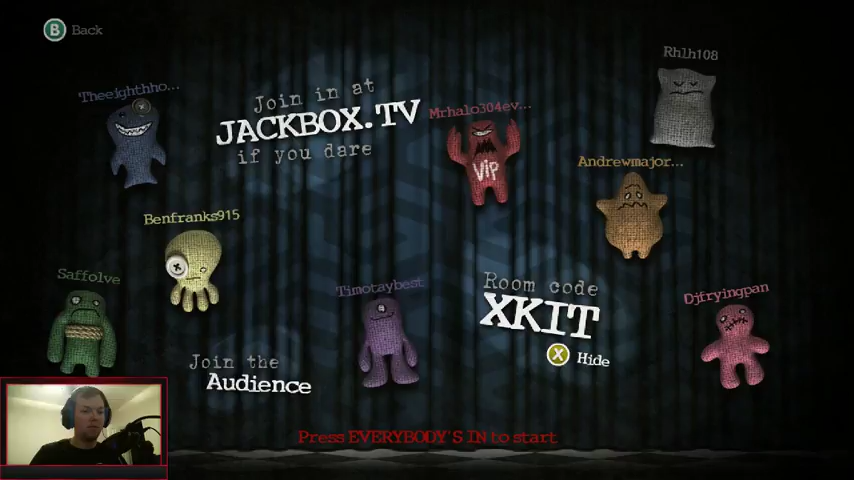 B Back
Rhlh108
Theeighthho...
Join in at
JACKBOX.TV
if you dare
Mrhalo304ev...
VIP
Andrewmajor...
Benfranks915
Saffolve
Timotaybest
Room code
XKIT
X Hide
Djfryingpan
Join the
Audience
Press EVERYBODY'S IN to start